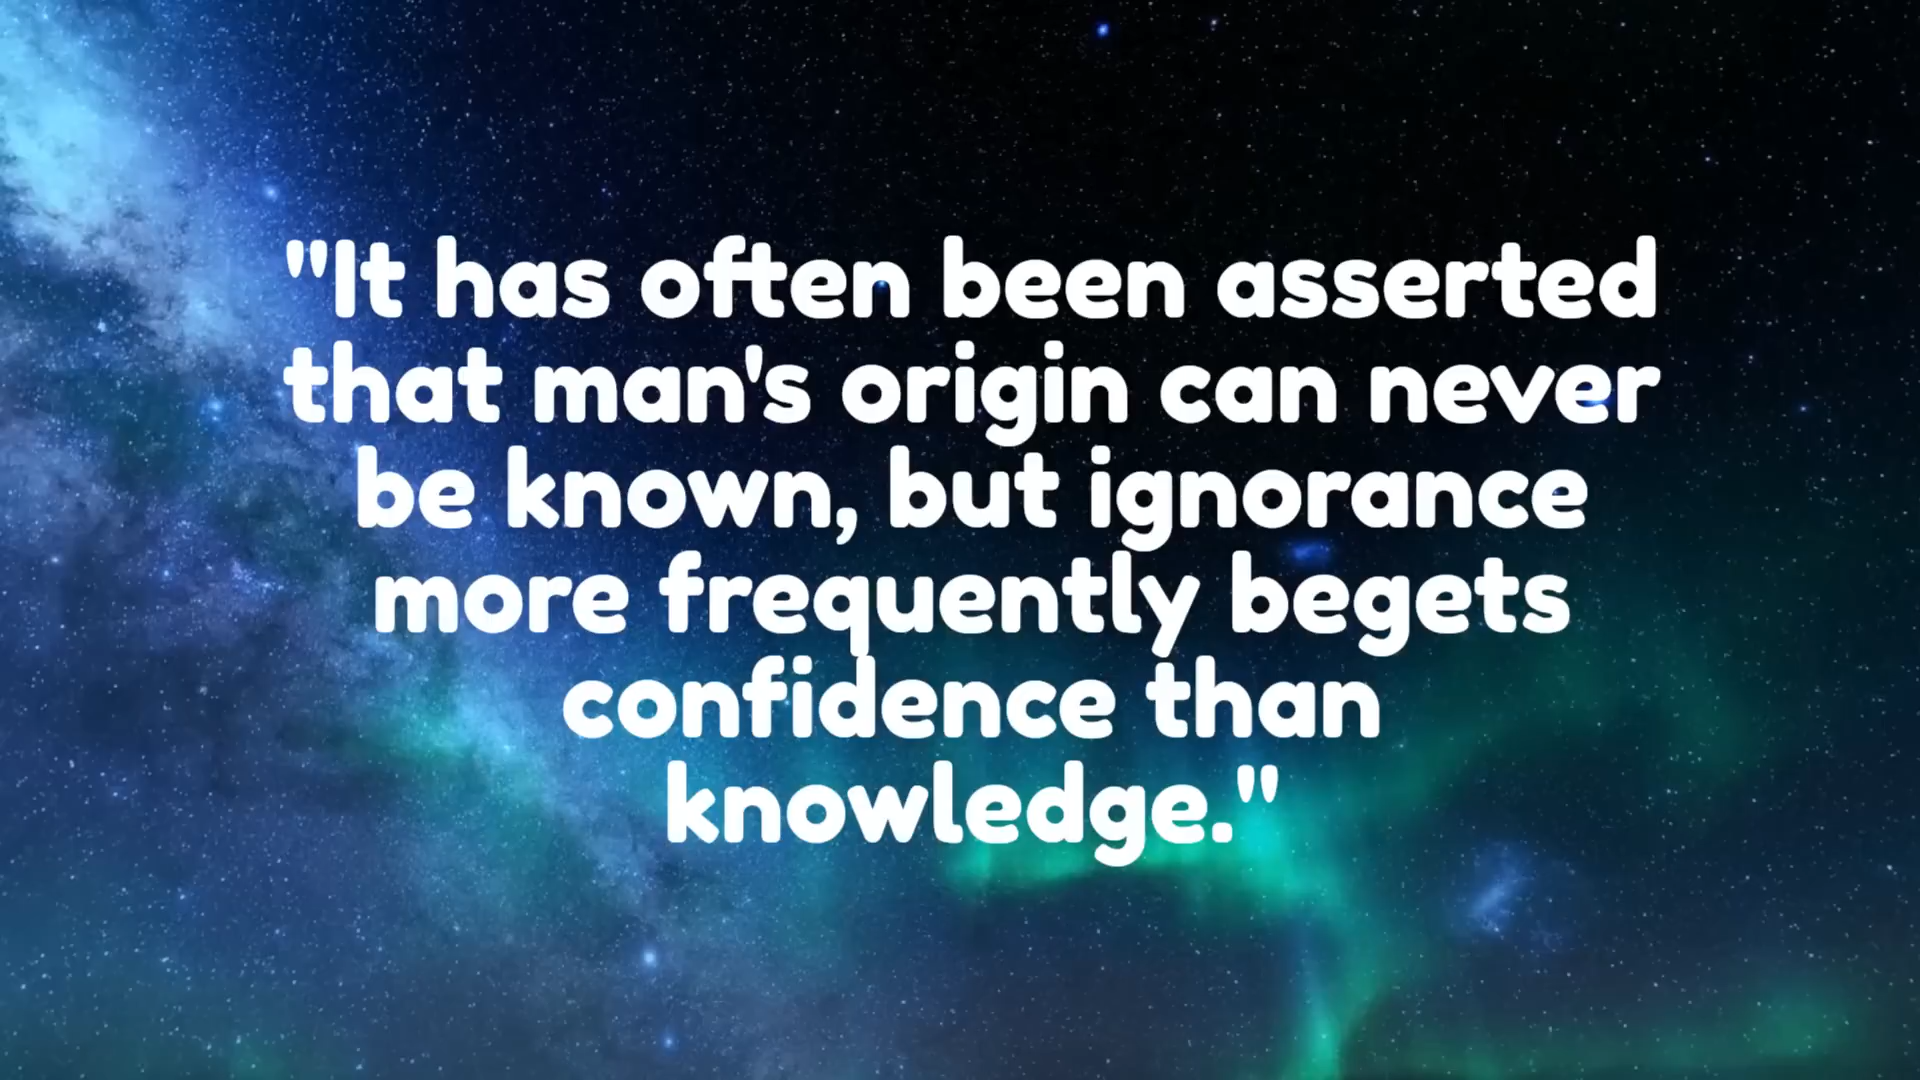 "It has often been asserted
that man's origin can never
be known, but ignorance
more frequently begets
confidence than
knowledge."